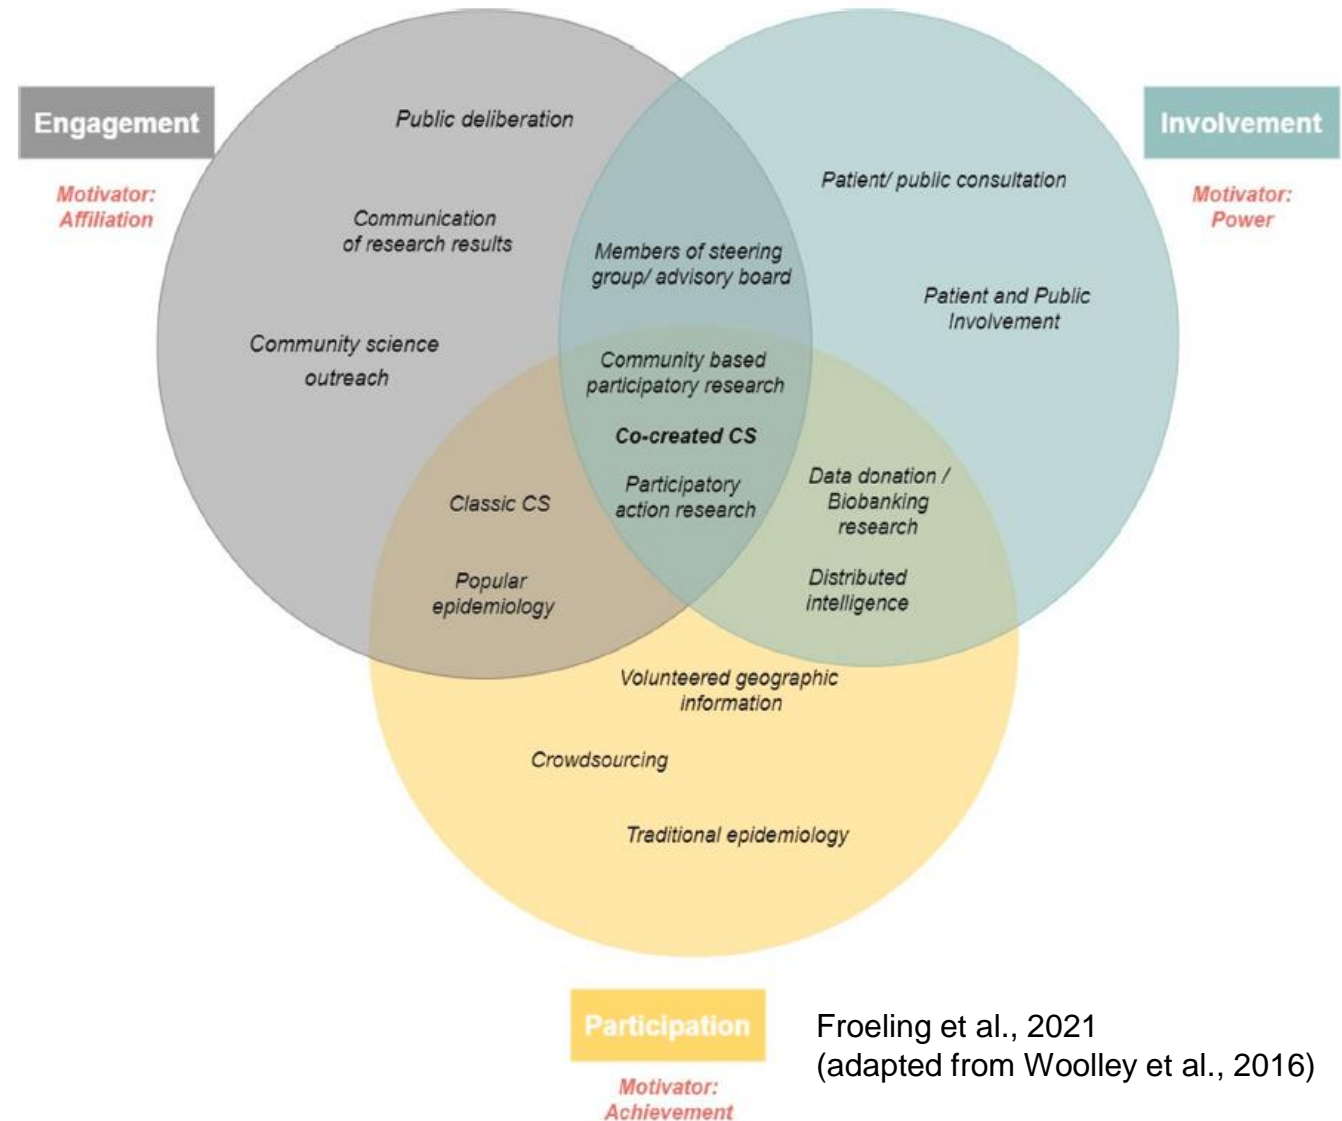 Engagement
Motivator:
Affiliation
Public deliberation
Communication
of research results
Community science
outreach
Involvement
Motivator:
Power
Patient/ public consultation
Patient and Public
Involvement
Members of steering
group/ advisory board
Community based
participatory research
Co-created CS
Participatory
action research
Classic CS
Popular
epidemiology
Data donation /
Biobanking
research
Distributed
intelligence
Volunteered geographic
information
Crowdsourcing
Traditional epidemiology
Participation
Motivator:
Achievement
Froeling et al., 2021
(adapted from Woolley et al., 2016)